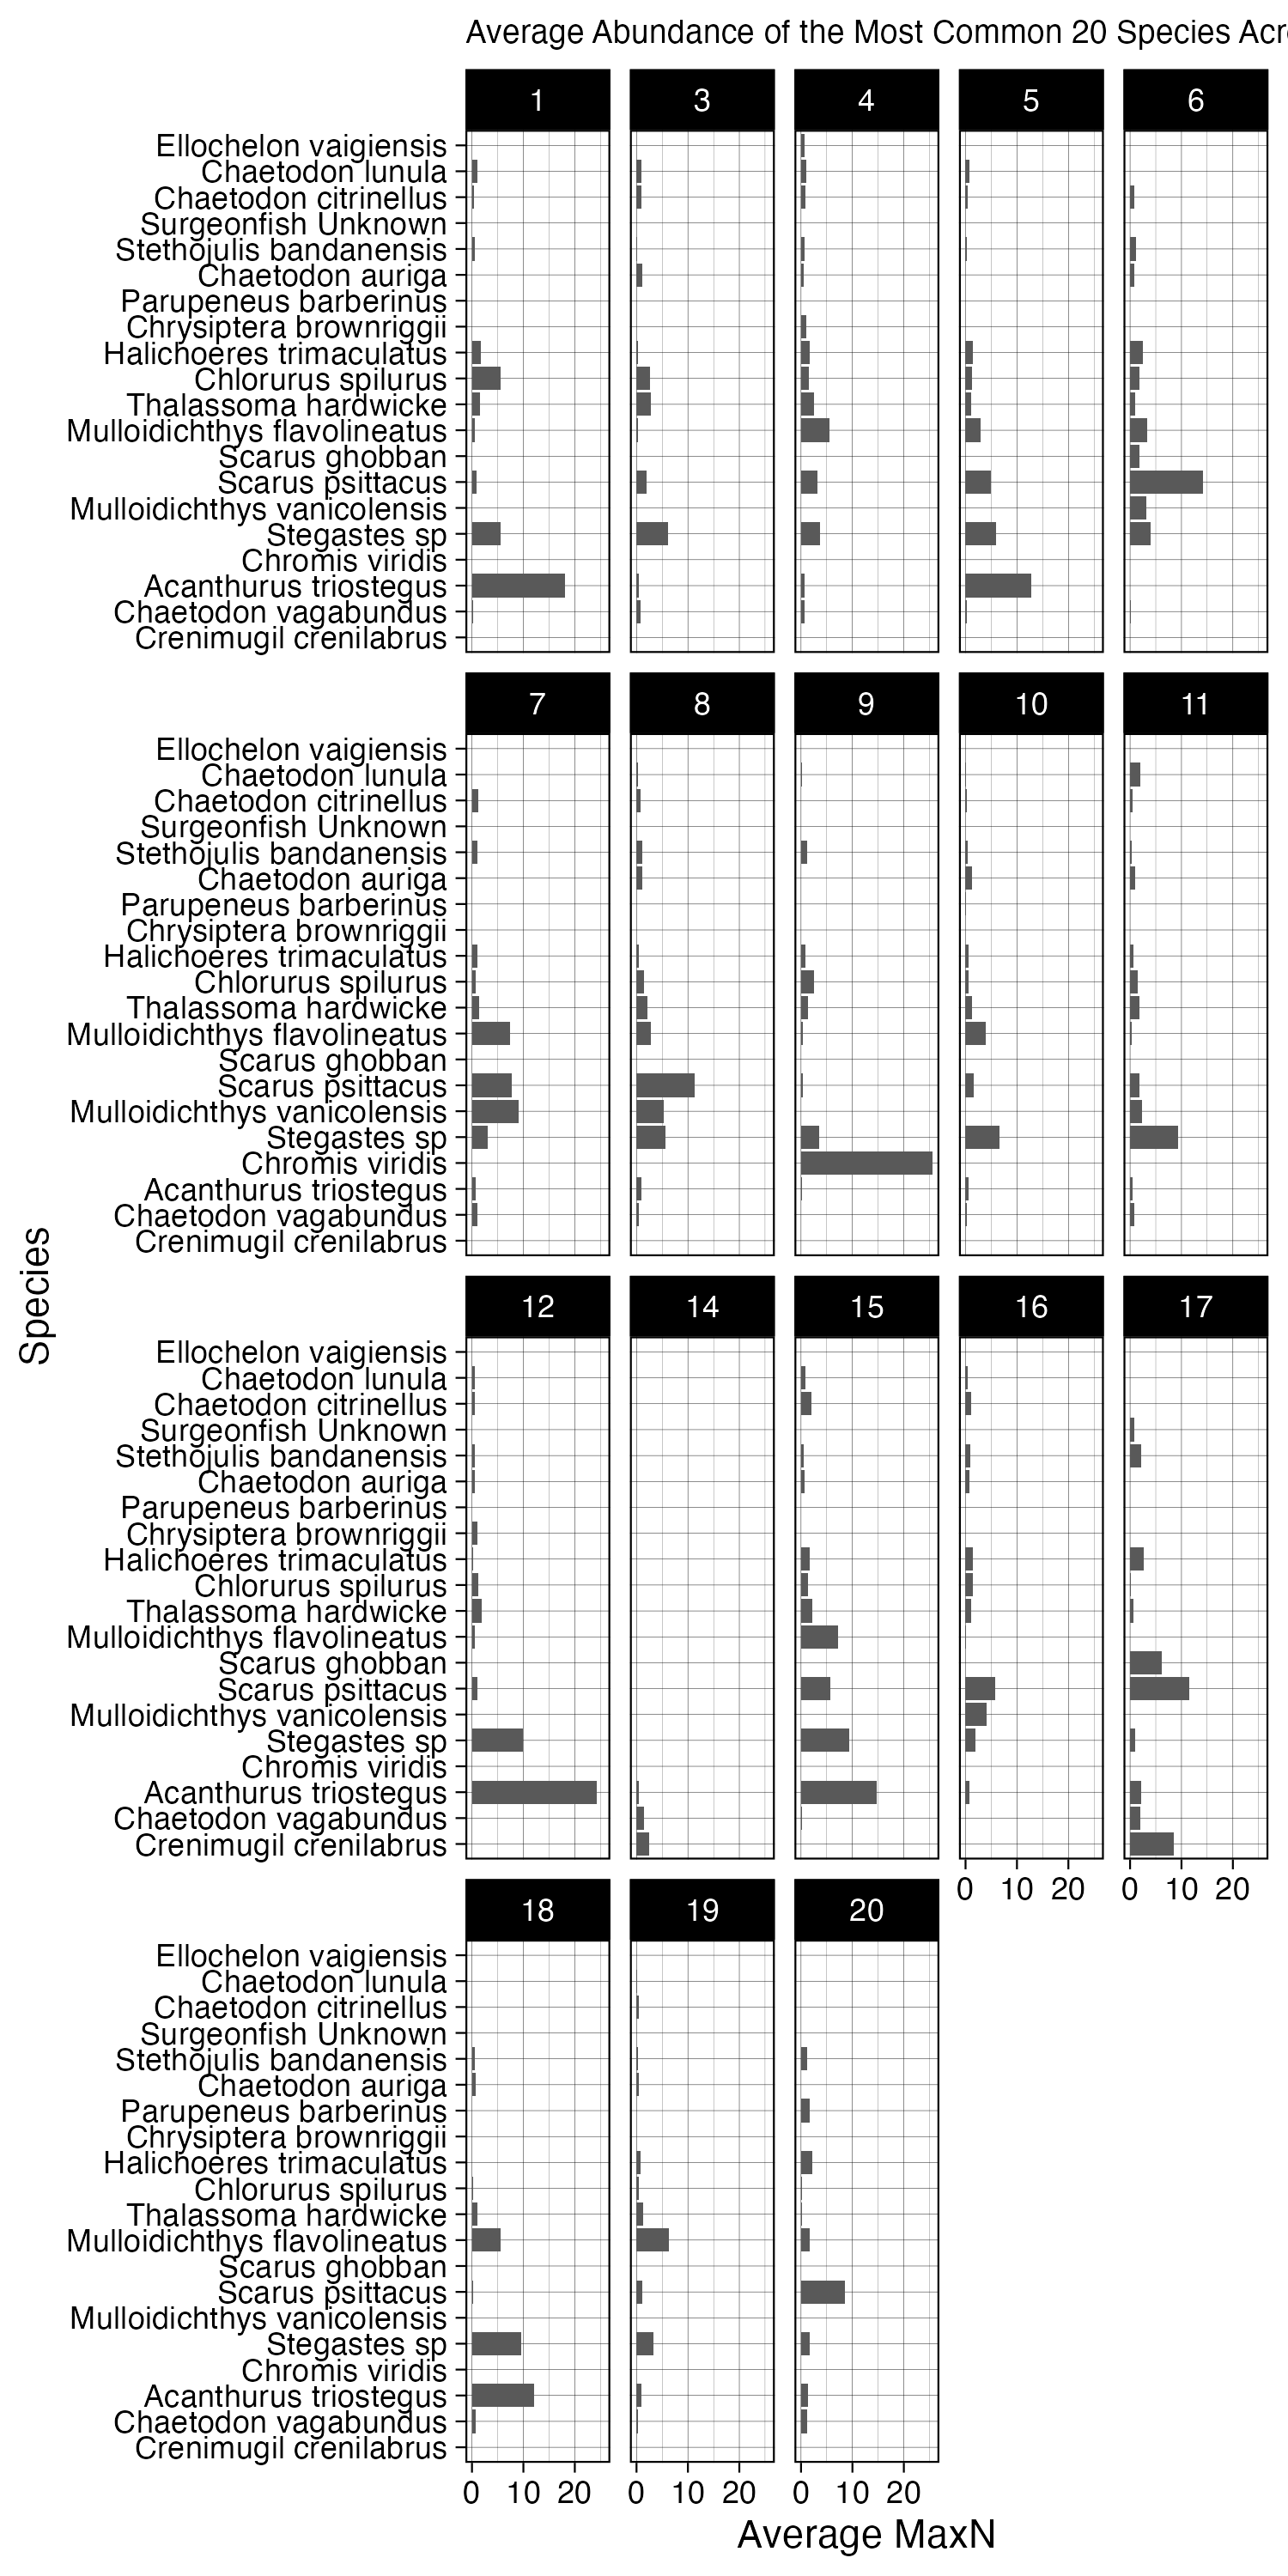 Average Abundance of the Most Common 20 Species Acr
1 3 4 5 6
Ellochelon vaigiensis
Chaetodon lunula
Chaetodon citrinellus
Surgeonfish Unknown
Stethojulis bandanensis
Chaetodon auriga
Parupeneus barberinus
Chrysiptera brownriggii
Halichoeres trimaculatus
Chlorurus spilurus
Thalassoma hardwicke
Mulloidichthys flavolineatus
Scarus ghobban
Scarus psittacus
Mulloidichthys vanicolensis
Stegastes sp
Chromis viridis
Acanthurus triostegus
Chaetodon vagabundus
Crenimugil crenilabrus
7 8 9 10 11
Ellochelon vaigiensis
Chaetodon lunula
Chaetodon citrinellus
Surgeonfish Unknown
Stethojulis bandanensis
Chaetodon auriga
Parupeneus barberinus
Chrysiptera brownriggii
Halichoeres trimaculatus
Chlorurus spilurus
Thalassoma hardwicke
Mulloidichthys flavolineatus
Scarus ghobban
Scarus psittacus
Mulloidichthys vanicolensis
Stegastes sp
Chromis viridis
Acanthurus triostegus
Chaetodon vagabundus
Crenimugil crenilabrus
Species
12 14 15 16 17
Ellochelon vaigiensis
Chaetodon lunula
Chaetodon citrinellus
Surgeonfish Unknown
Stethojulis bandanensis
Chaetodon auriga
Parupeneus barberinus
Chrysiptera brownriggii
Halichoeres trimaculatus
Chlorurus spilurus
Thalassoma hardwicke
Mulloidichthys flavolineatus
Scarus ghobban
Scarus psittacus
Mulloidichthys vanicolensis
Stegastes sp
Chromis viridis
Acanthurus triostegus
Chaetodon vagabundus
Crenimugil crenilabrus
0 10 20 0 10 20
18 19 20
Ellochelon vaigiensis
Chaetodon lunula
Chaetodon citrinellus
Surgeonfish Unknown
Stethojulis bandanensis
Chaetodon auriga
Parupeneus barberinus
Chrysiptera brownriggii
Halichoeres trimaculatus
Chlorurus spilurus
Thalassoma hardwicke
Mulloidichthys flavolineatus
Scarus ghobban
Scarus psittacus
Mulloidichthys vanicolensis
Stegastes sp
Chromis viridis
Acanthurus triostegus
Chaetodon vagabundus
Crenimugil crenilabrus
0 10 20 0 10 20 0 10 20
Average MaxN